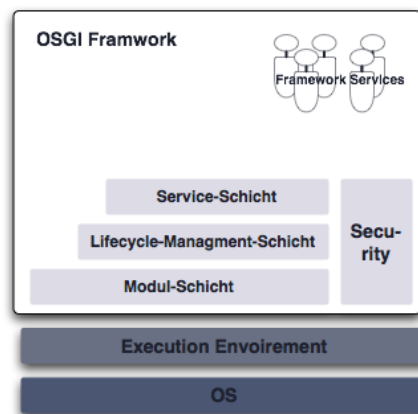 OSGI Framwork
Framework Services
Service-Schicht
Lifecycle-Managment-Schicht
Modul-Schicht
Secu-
rity
Execution Envoirement
OS